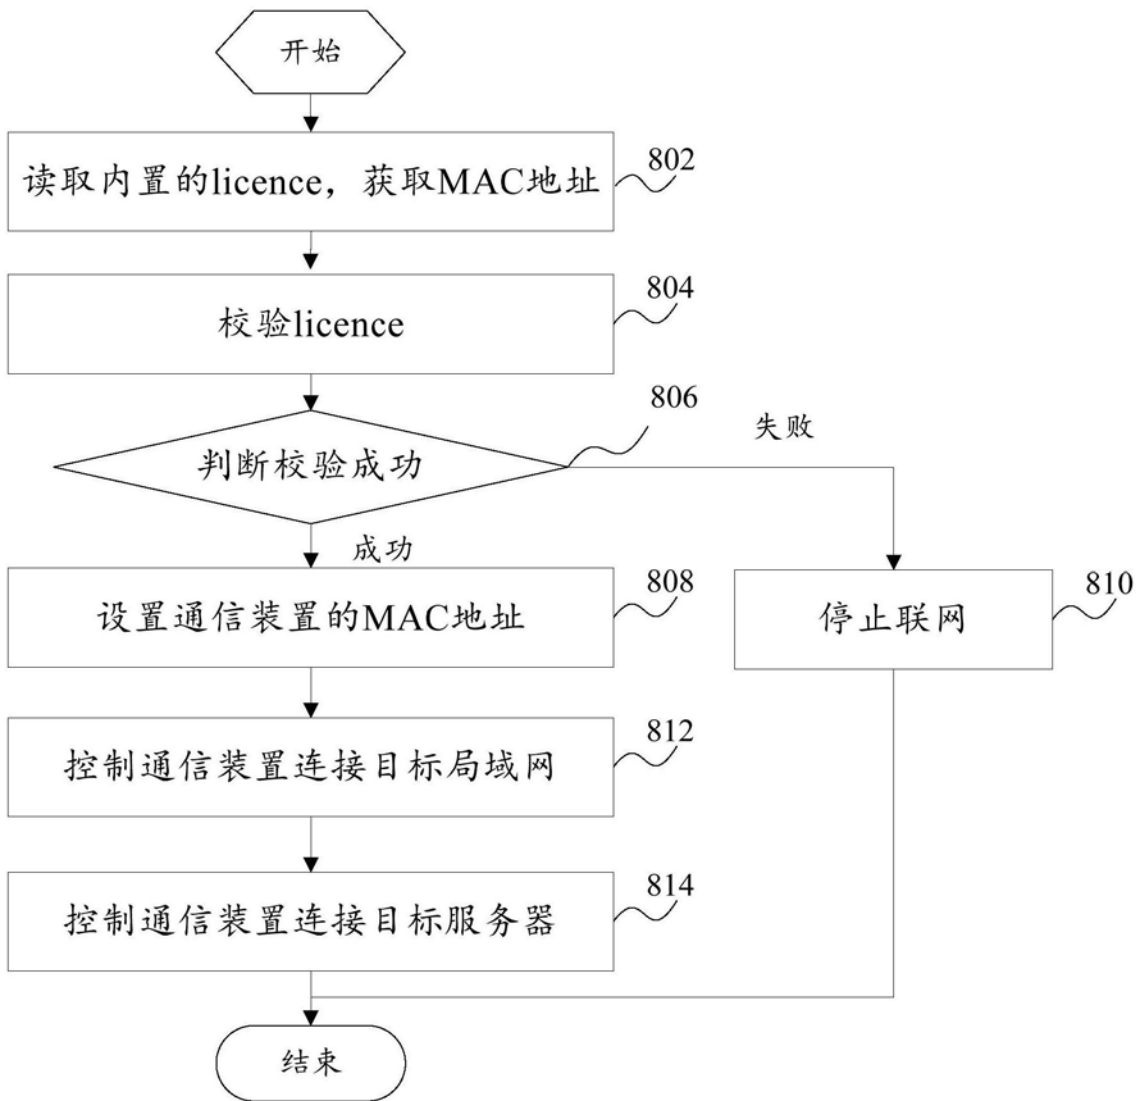 开始
读取内置的licence，获取MAC地址
802
校验licence
804
判断校验成功
806
失败
成功
设置通信装置的MAC地址
808
停止联网
810
控制通信装置连接目标局域网
812
控制通信装置连接目标服务器
814
结束